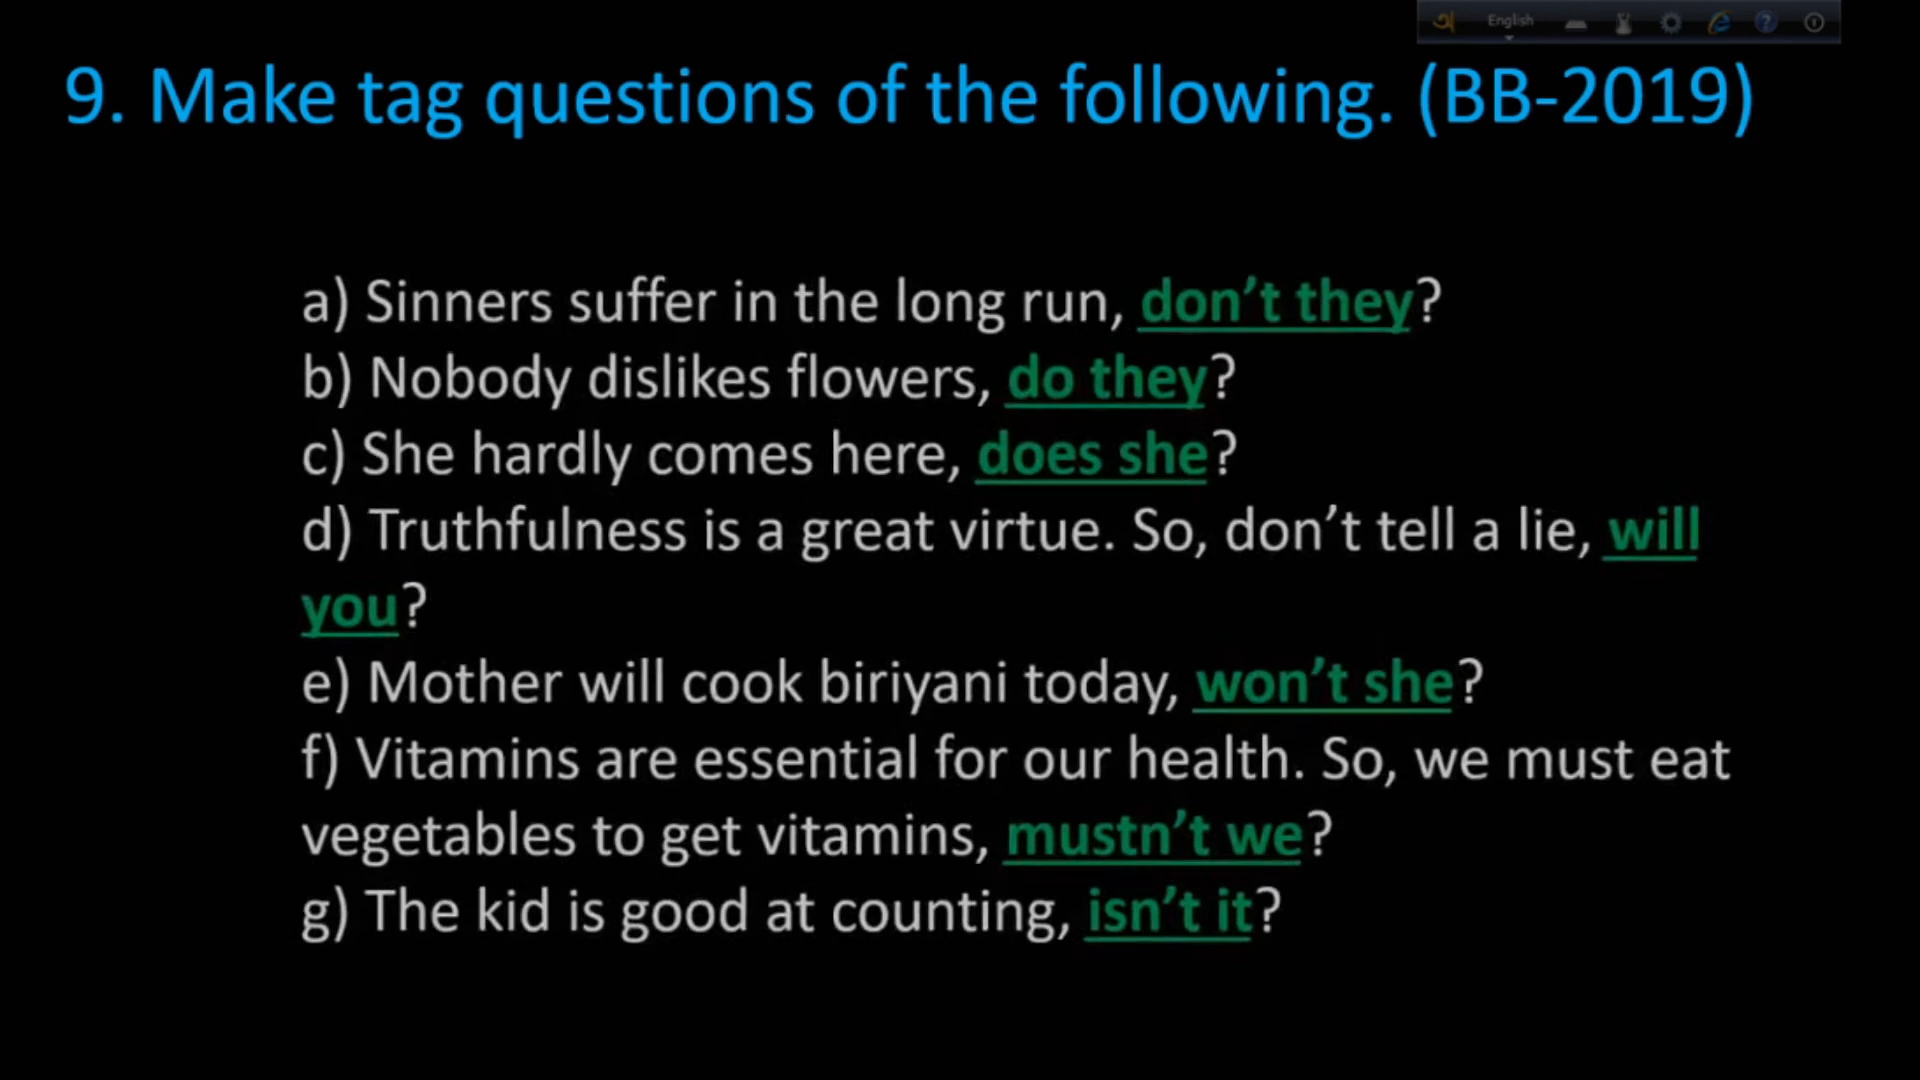 অ English
9. Make tag questions of the following. (BB-2019)
a) Sinners suffer in the long run, don’t they?
b) Nobody dislikes flowers, do they?
c) She hardly comes here, does she?
d) Truthfulness is a great virtue. So, don’t tell a lie, will
you?
e) Mother will cook biriyani today, won’t she?
f) Vitamins are essential for our health. So, we must eat
vegetables to get vitamins, mustn’t we?
g) The kid is good at counting, isn’t it?